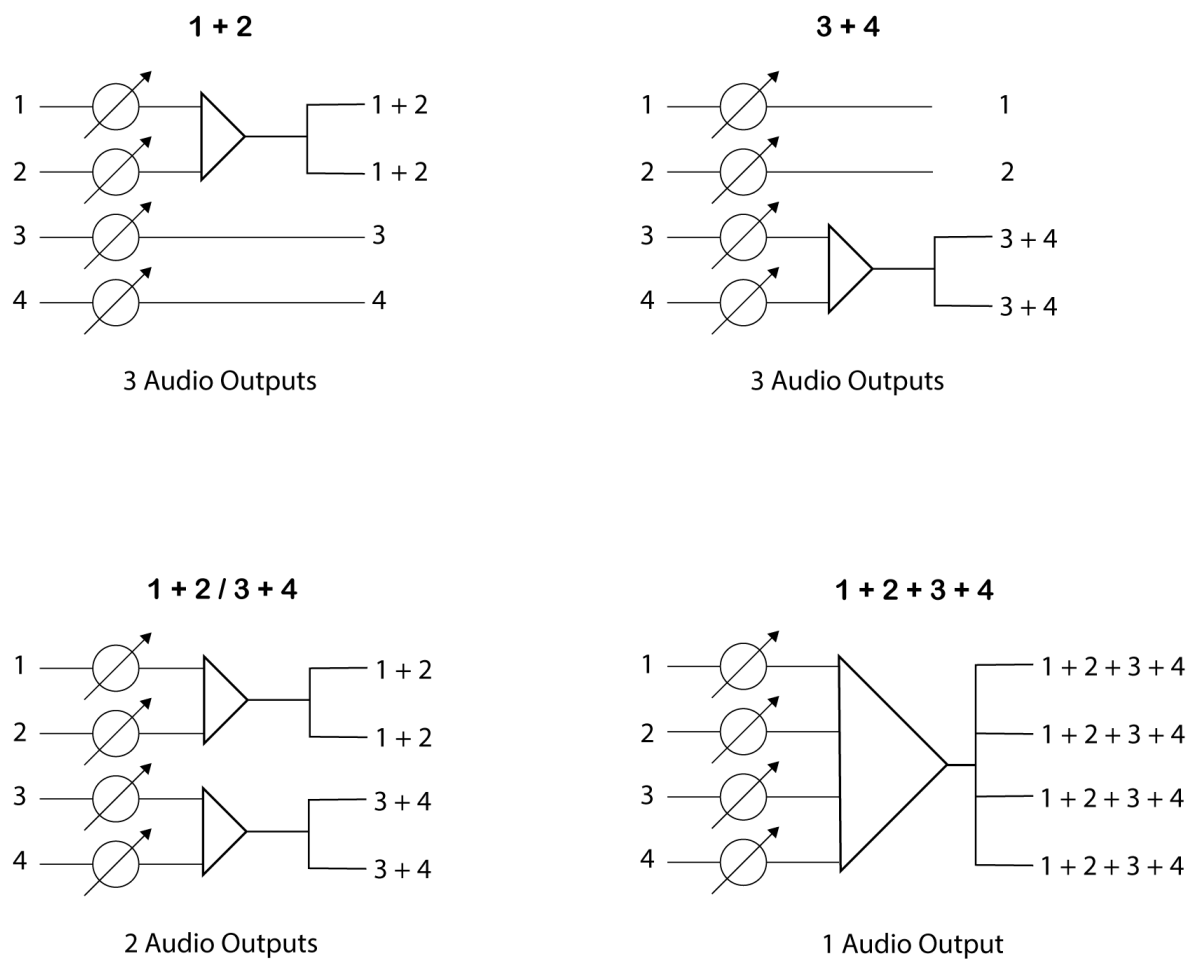 1 + 2
1
2
3
4
1 + 2
1 + 2
3
4
3 Audio Outputs
3 + 4
1
2
3
4
1
2
3 + 4
3 + 4
3 Audio Outputs
1 + 2 / 3 + 4
1
2
3
4
1 + 2
1 + 2
3 + 4
3 + 4
2 Audio Outputs
1 + 2 + 3 + 4
1
2
3
4
1 + 2 + 3 + 4
1 + 2 + 3 + 4
1 + 2 + 3 + 4
1 + 2 + 3 + 4
1 Audio Output